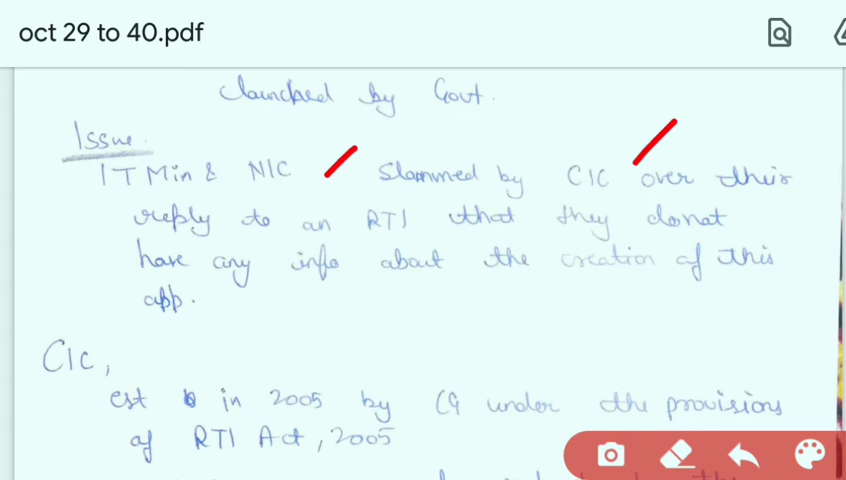 oct 29 to 40.pdf
launched by Govt.
Issue
IT Min & NIC Slammed by CIC over their
reply to an RTI that they donot
have any info about the creation of this
app.
CIC,
est in 2005 by CG under the provisions
of RTI Act, 2005